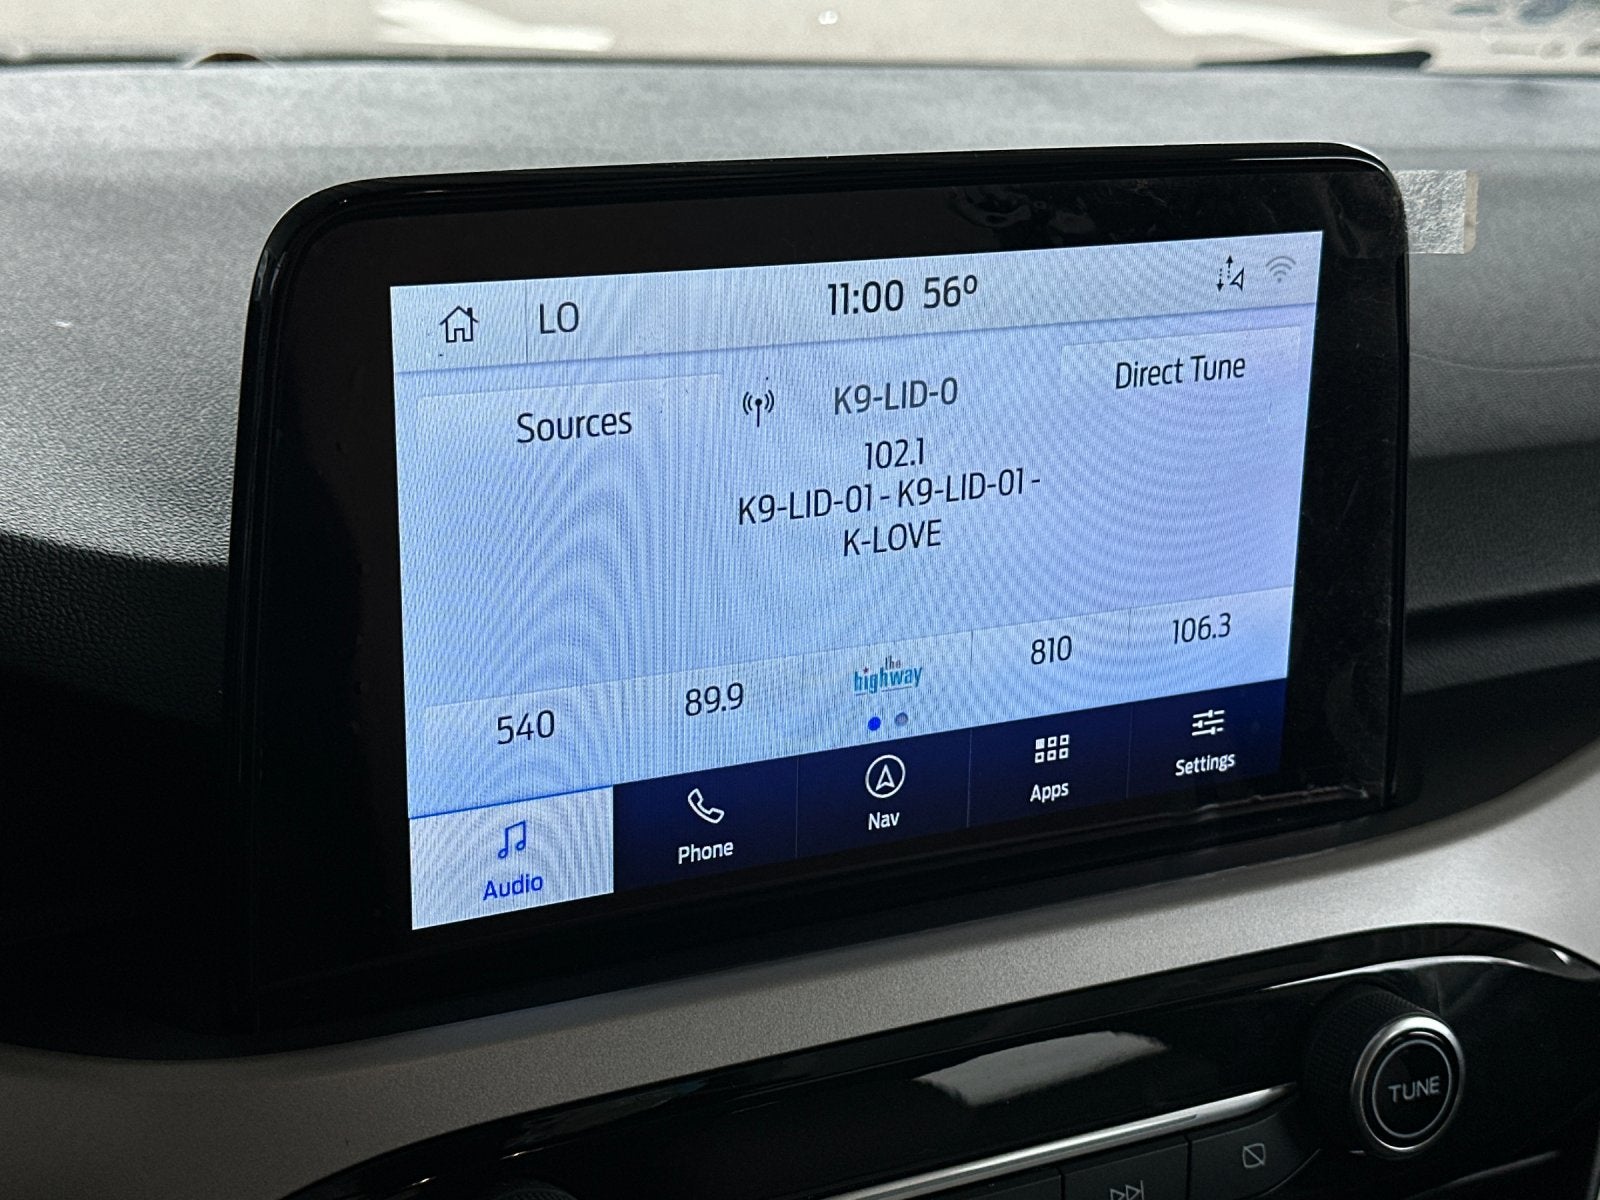 LO
11:00 56°
Sources
K9-LID-0
Direct Tune
102.1
K9-LID-01 - K9-LID-01 -
K-LOVE
540
89.9
the
highway
810
106.3
Audio
Phone
Nav
Apps
Settings
TUNE